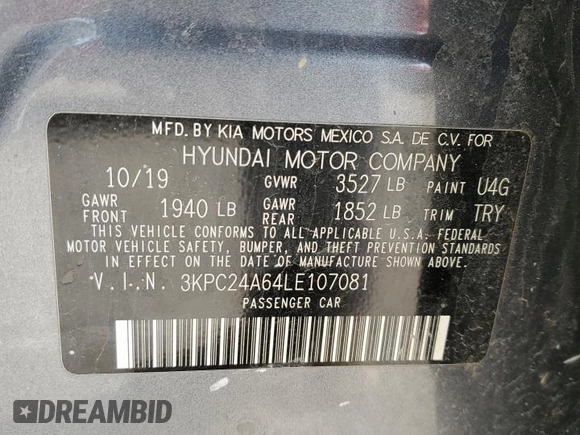 MFD. BY KIA MOTORS MEXICO S.A. DE C.V. FOR
HYUNDAI MOTOR COMPANY
10/19 GVWR 3527 LB PAINT U4G
GAWR FRONT 1940 LB GAWR REAR 1852 LB TRIM TRY
THIS VEHICLE CONFORMS TO ALL APPLICABLE U.S.A. FEDERAL
MOTOR VEHICLE SAFETY, BUMPER, AND THEFT PREVENTION STANDARDS
IN EFFECT ON THE DATE OF MANUFACTURE SHOWN ABOVE.
V. I. N. 3KPC24A64LE107081
PASSENGER CAR
DREAMBID